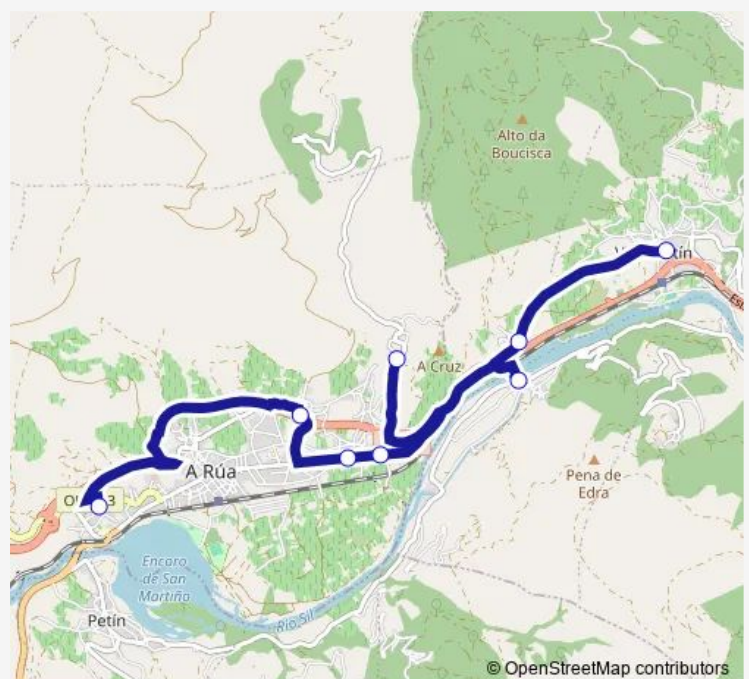 Alto da
Boucisca
A Cruz
A Rúa
Pena de
Edra
Encoro
de San
Martiño
Río Sil
Petín
© OpenStreetMap contributors